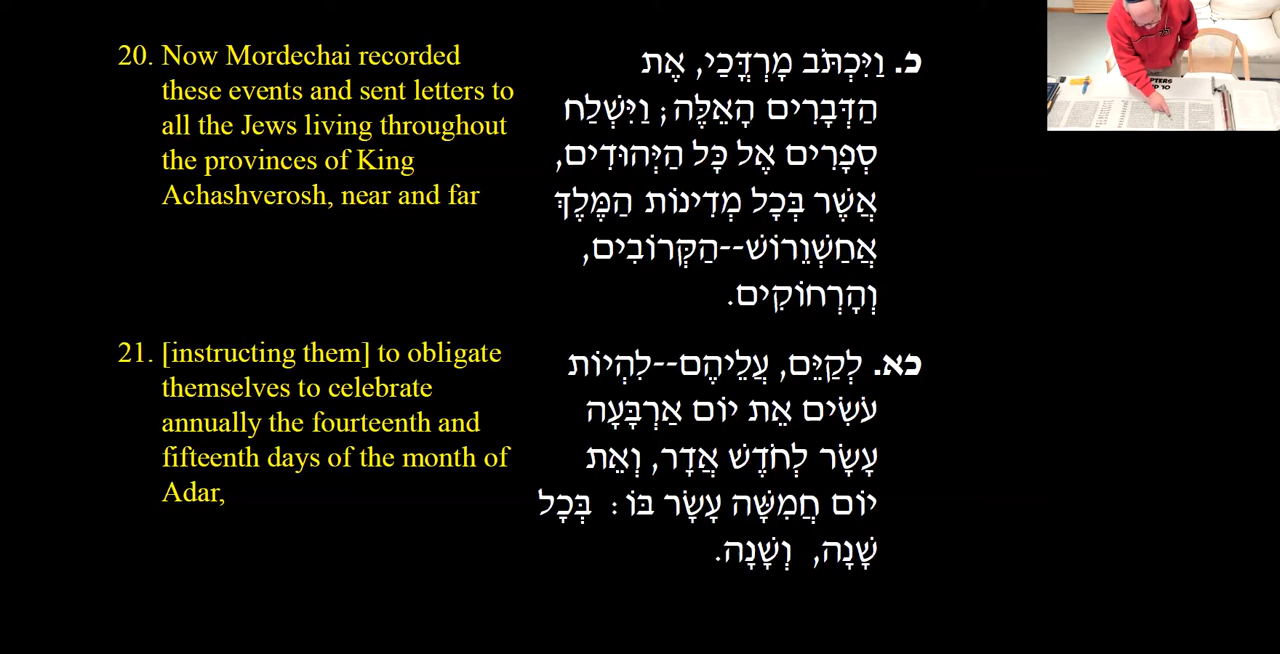 20. Now Mordechai recorded
these events and sent letters to
all the Jews living throughout
the provinces of King
Achashverosh, near and far
כ. וַיִּכְתֹּב מָרְדֳּכַי, אֶת
הַדְּבָרִים הָאֵלֶּה; וַיִּשְׁלַח
סְפָרִים אֶל כָּל הַיְּהוּדִים,
אֲשֶׁר בְּכָל מְדִינוֹת הַמֶּלֶךְ
אֲחַשְׁוֵרוֹשׁ--הַקְּרוֹבִים,
וְהָרְחוֹקִים.
21. [instructing them] to obligate
themselves to celebrate
annually the fourteenth and
fifteenth days of the month of
Adar,
כא. לְקַיֵּם, עֲלֵיהֶם--לִהְיוֹת
עֹשִׂים אֵת יוֹם אַרְבָּעָה
עָשָׂר לְחֹדֶשׁ אֲדָר, וְאֵת
יוֹם חֲמִשָּׁה עָשָׂר בּוֹ: בְּכָל
שָׁנָה, וְשָׁנָה.